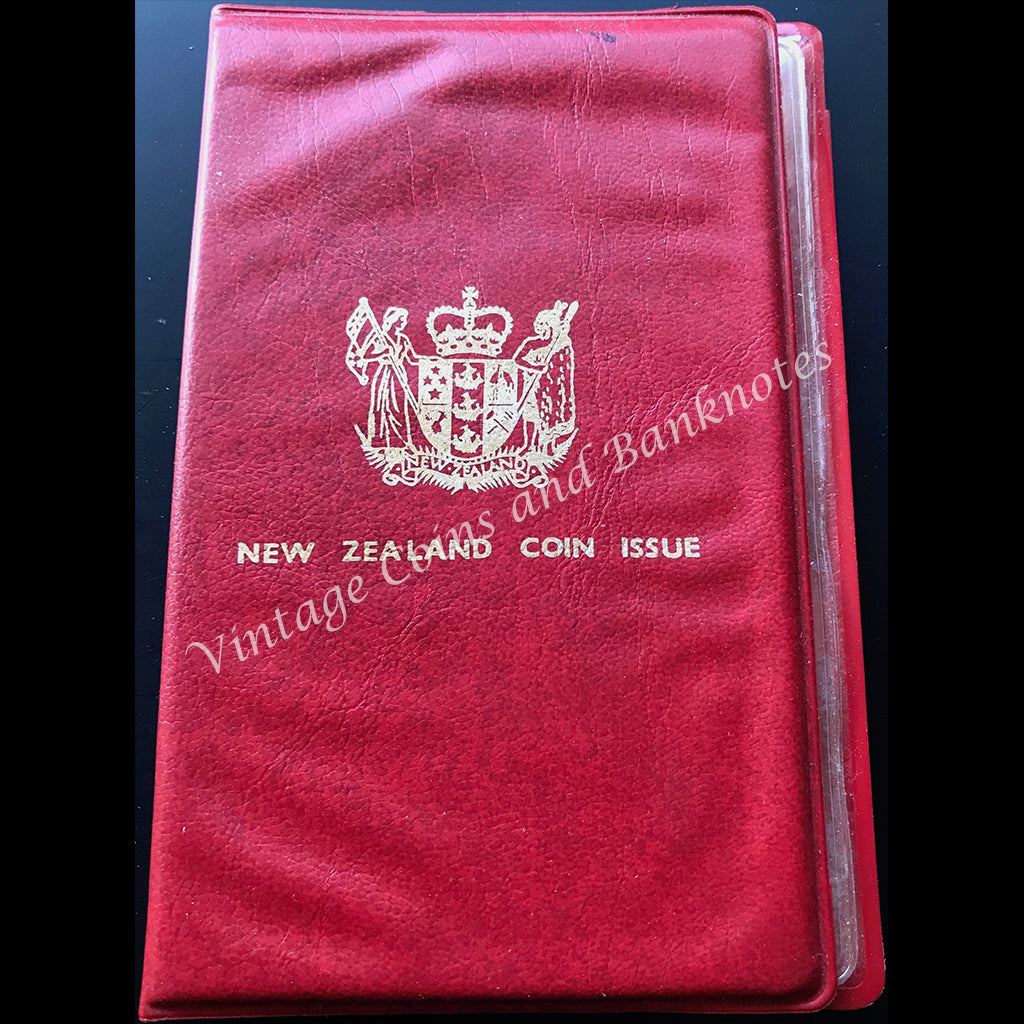 NEW ZEALAND
NEW ZEALAND COIN ISSUE
Vintage Coins and Banknotes